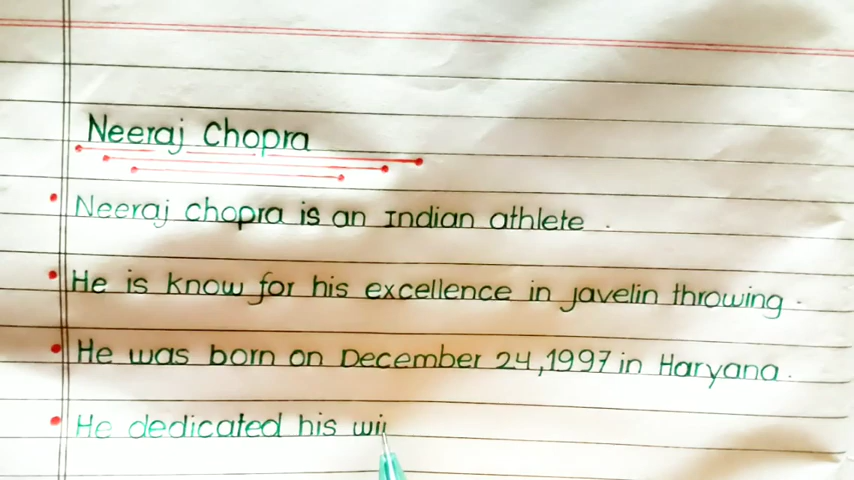 Neeraj Chopra
Neeraj chopra is an Indian athlete .
He is know for his excellence in javelin throwing .
He was born on December 24,1997 in Haryana .
He dedicated his wi